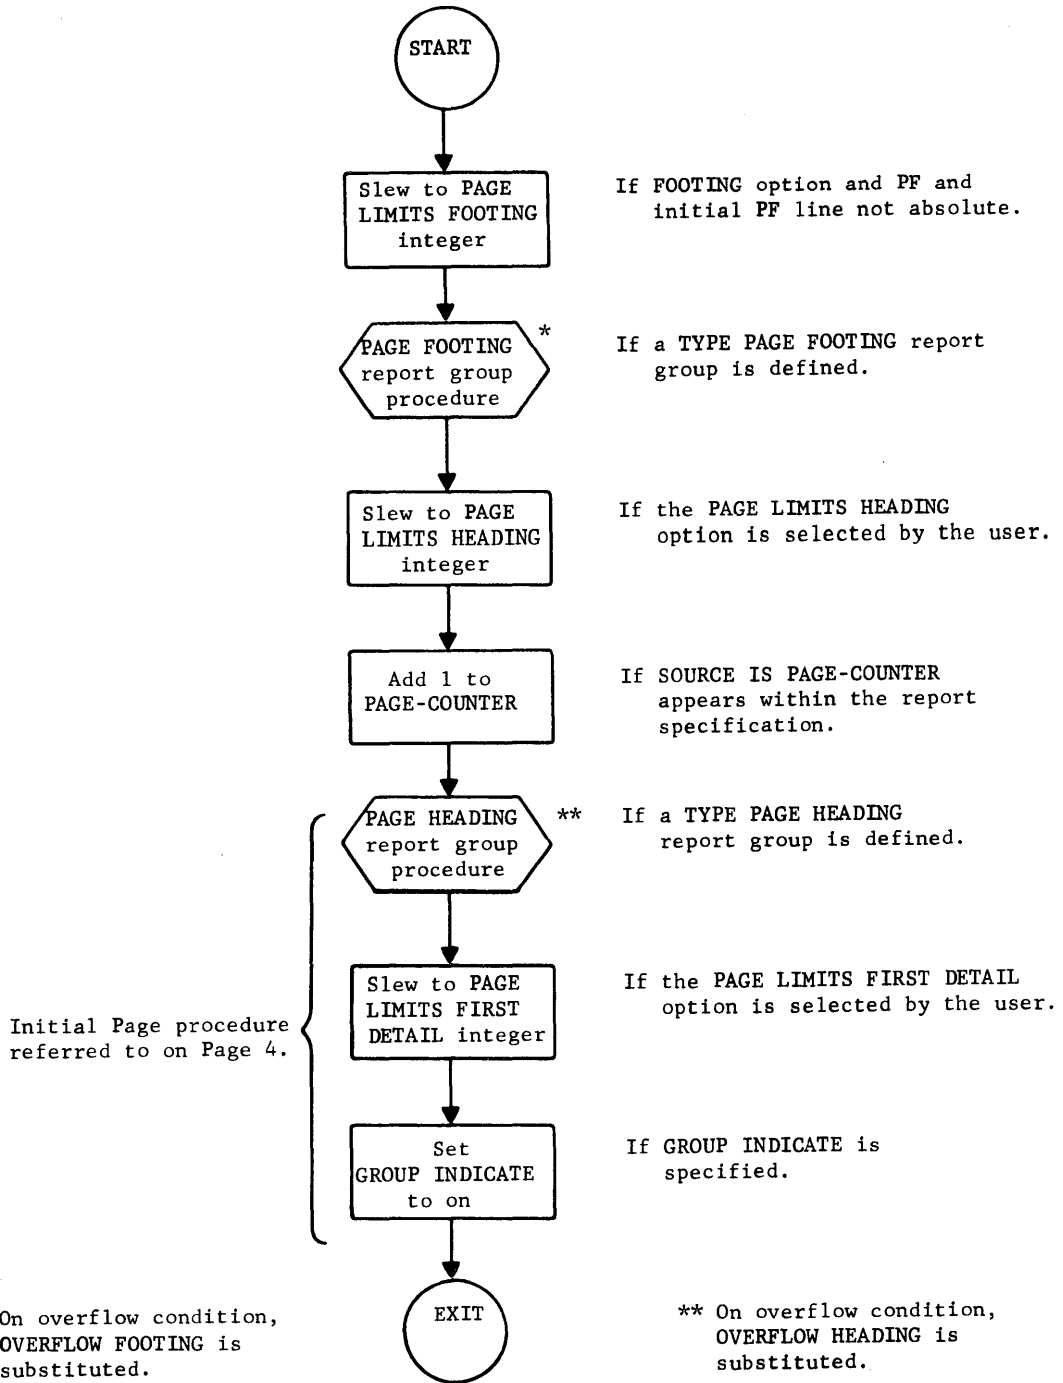 START
Slew to PAGE
LIMITS FOOTING
integer
If FOOTING option and PF and
initial PF line not absolute.
PAGE FOOTING
report group
procedure
*
If a TYPE PAGE FOOTING report
group is defined.
Slew to PAGE
LIMITS HEADING
integer
If the PAGE LIMITS HEADING
option is selected by the user.
Add 1 to
PAGE-COUNTER
If SOURCE IS PAGE-COUNTER
appears within the report
specification.
PAGE HEADING
report group
procedure
**
If a TYPE PAGE HEADING
report group is defined.
Slew to PAGE
LIMITS FIRST
DETAIL integer
If the PAGE LIMITS FIRST DETAIL
option is selected by the user.
Initial Page procedure
referred to on Page 4.
Set
GROUP INDICATE
to on
If GROUP INDICATE is
specified.
EXIT
On overflow condition,
OVERFLOW FOOTING is
substituted.
** On overflow condition,
OVERFLOW HEADING is
substituted.